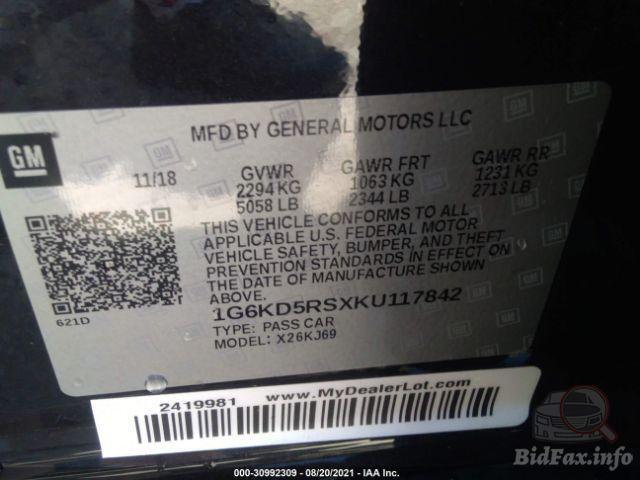 GM
MFD BY GENERAL MOTORS LLC
11/18
GVWR
2294 KG
5058 LB
GAWR FRT
1063 KG
2344 LB
GAWR RR
1231 KG
2713 LB
THIS VEHICLE CONFORMS TO ALL
APPLICABLE U.S. FEDERAL MOTOR
VEHICLE SAFETY, BUMPER, AND THEFT
PREVENTION STANDARDS IN EFFECT ON
THE DATE OF MANUFACTURE SHOWN
ABOVE.
621D
1G6KD5RSXKU117842
TYPE: PASS CAR
MODEL: X26KJ69
2419981
www.MyDealerLot.com
BidFax.info
000-30992309 - 08/20/2021 - IAA Inc.